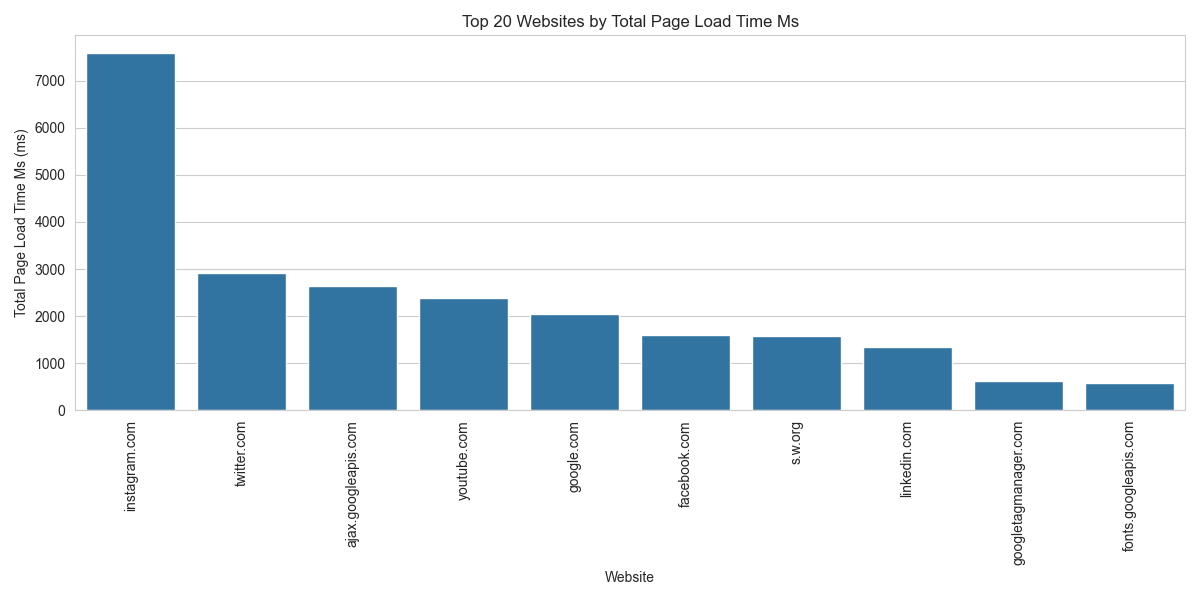 Top 20 Websites by Total Page Load Time Ms
Total Page Load Time Ms (ms)
7000
6000
5000
4000
3000
2000
1000
0
instagram.com
twitter.com
ajax.googleapis.com
youtube.com
google.com
facebook.com
s.w.org
linkedin.com
googletagmanager.com
fonts.googleapis.com
Website